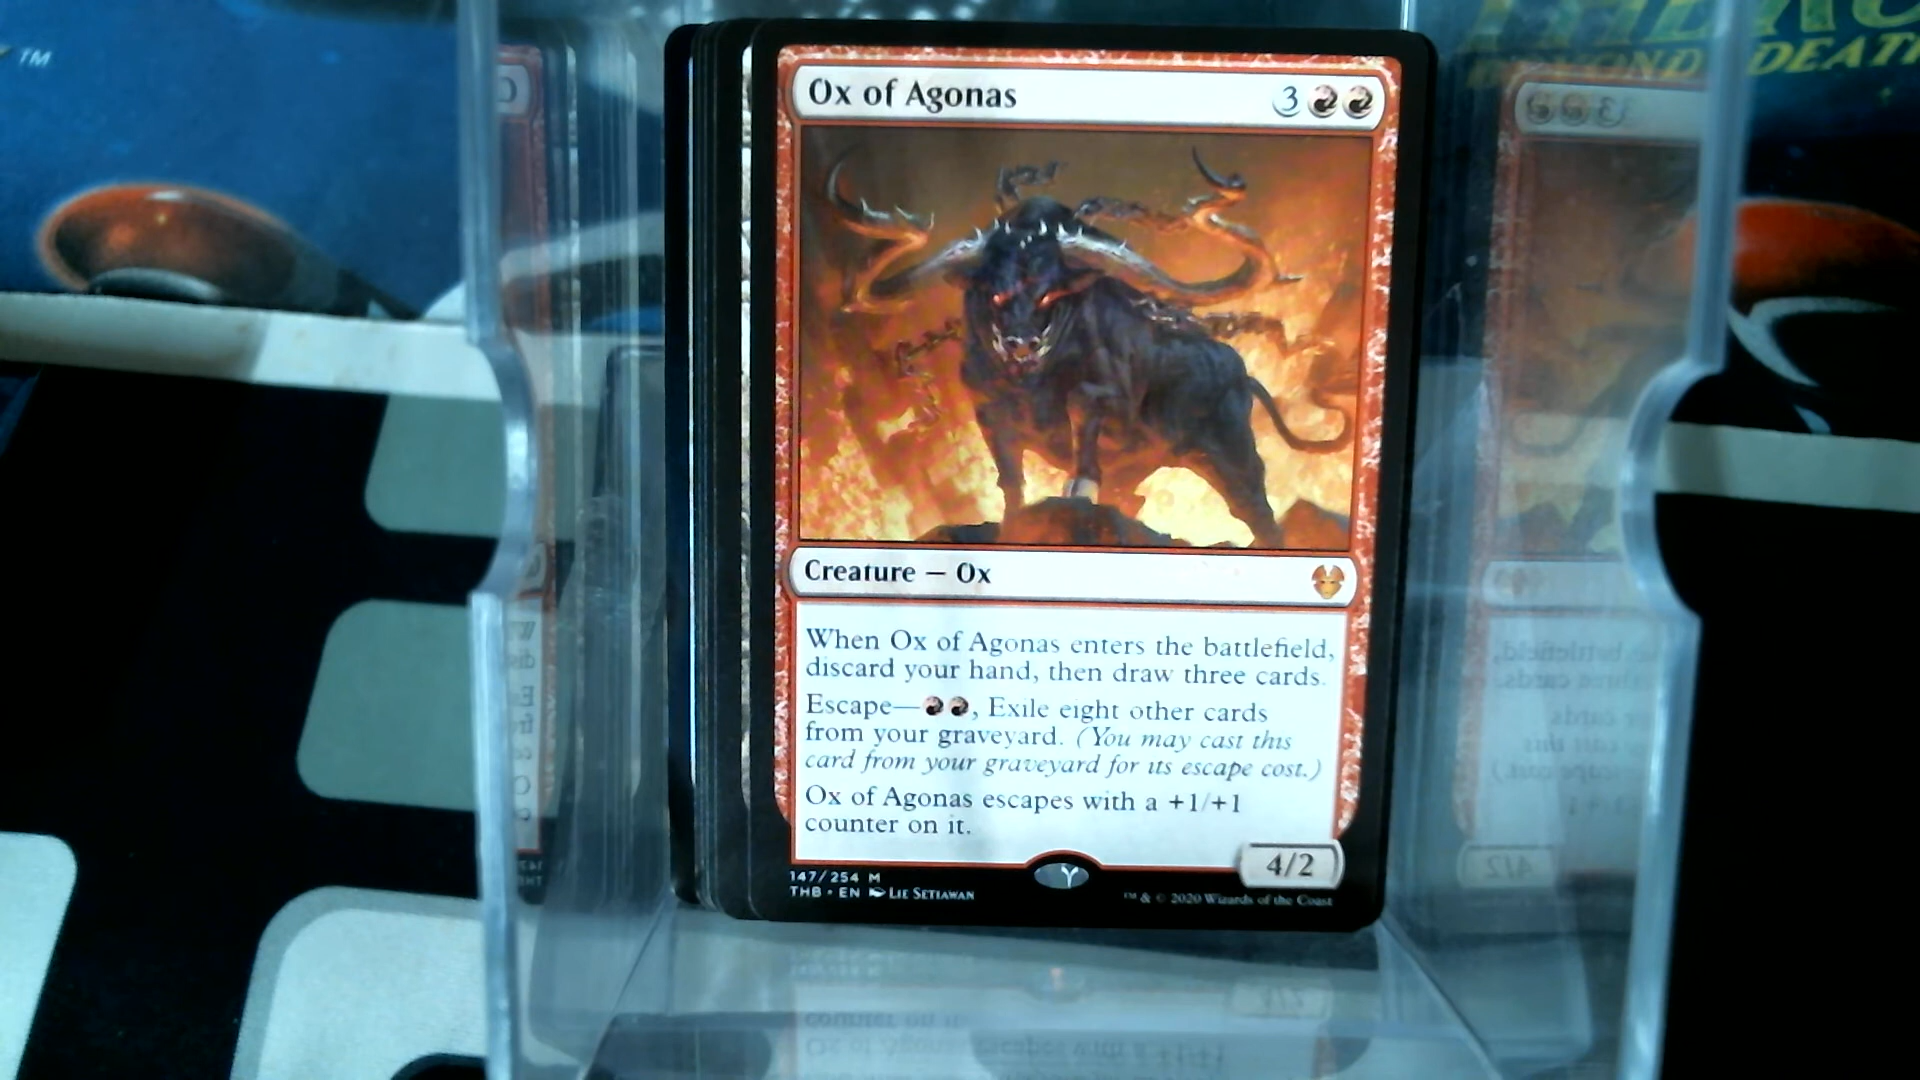 Ox of Agonas 3
Creature — Ox
When Ox of Agonas enters the battlefield,
discard your hand, then draw three cards.
Escape—, Exile eight other cards
from your graveyard. (You may cast this
card from your graveyard for its escape cost.)
Ox of Agonas escapes with a +1/+1
counter on it.
4/2
147/254 M
THB • EN Lie Setiawan
™ & © 2020 Wizards of the Coast
™
DEATH